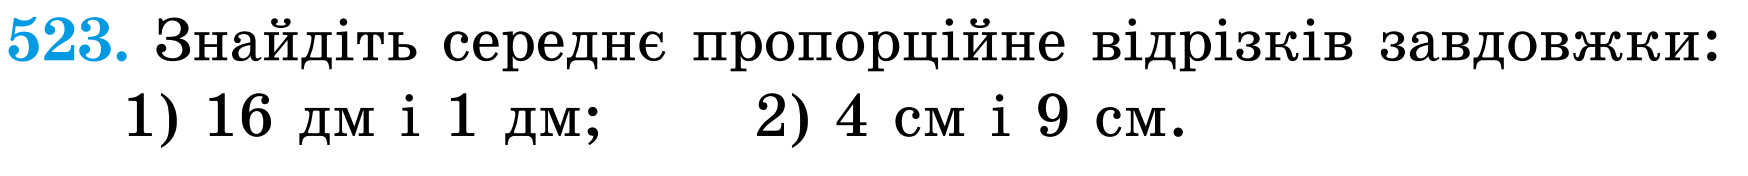 523. Знайдіть середнє пропорційне відрізків завдовжки:
1) 16 дм і 1 дм; 2) 4 см і 9 см.